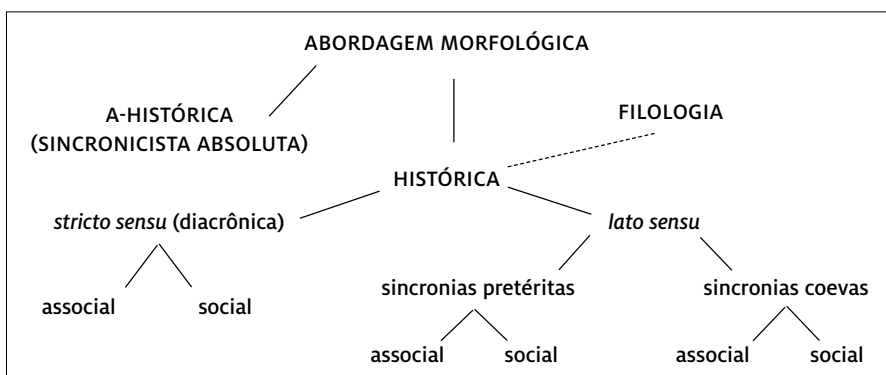 ABORDAGEM MORFOLÓGICA
A-HISTÓRICA
(SINCRONICISTA ABSOLUTA)
FILOLOGIA
HISTÓRICA
stricto sensu (diacrônica)
lato sensu
associal
social
sincronias pretéritas
sincronias coevas
associal
social
associal
social